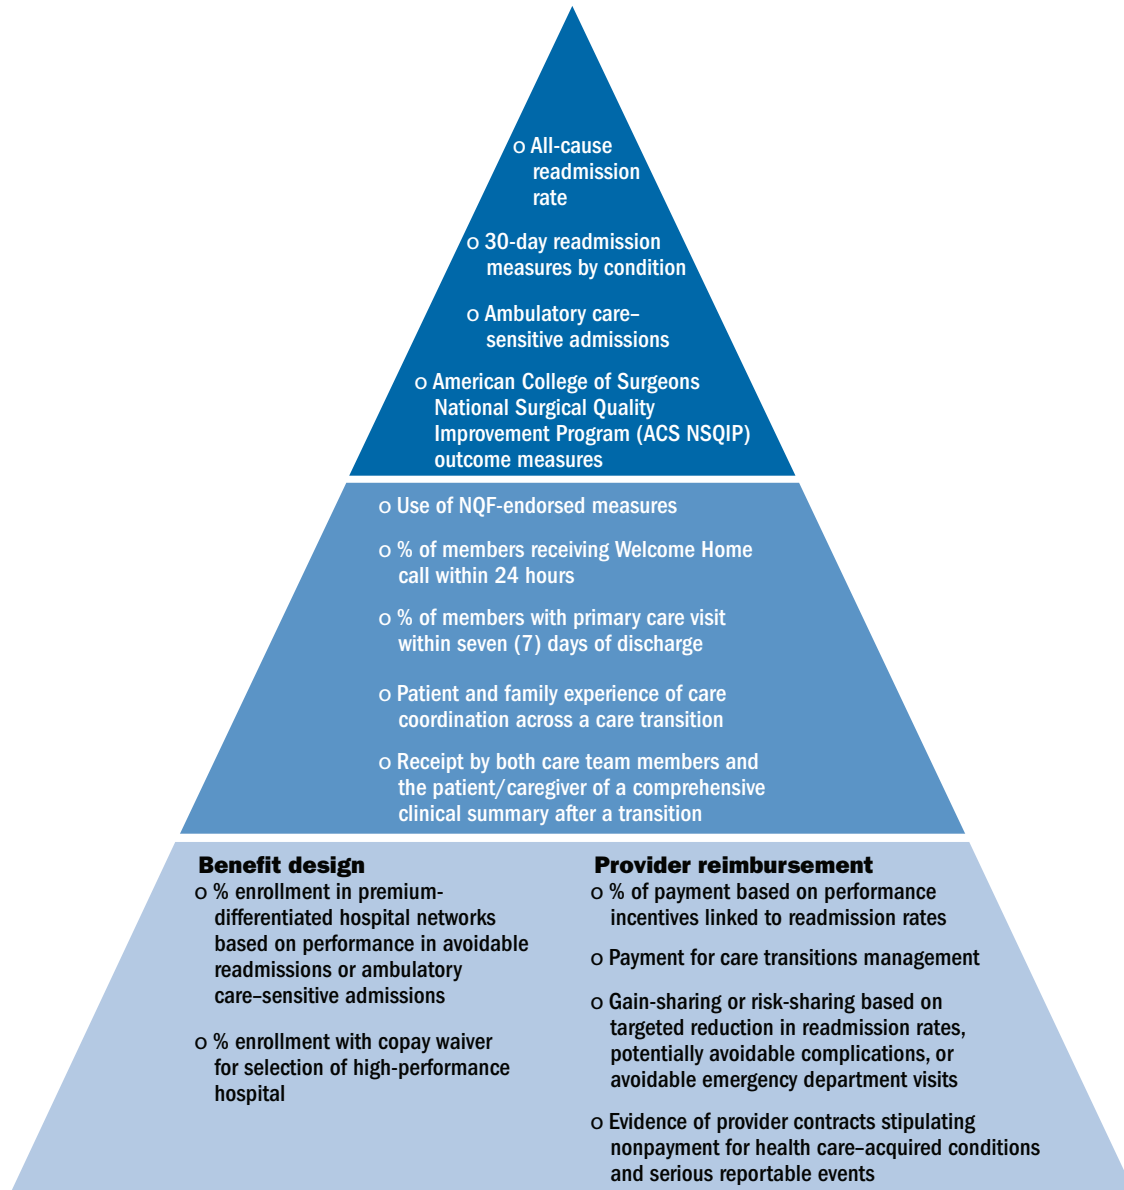 o All-cause
readmission
rate
o 30-day readmission
measures by condition
o Ambulatory care–
sensitive admissions
o American College of Surgeons
National Surgical Quality
Improvement Program (ACS NSQIP)
outcome measures
o Use of NQF-endorsed measures
o % of members receiving Welcome Home
call within 24 hours
o % of members with primary care visit
within seven (7) days of discharge
o Patient and family experience of care
coordination across a care transition
o Receipt by both care team members and
the patient/caregiver of a comprehensive
clinical summary after a transition
Benefit design
o % enrollment in premium-
differentiated hospital networks
based on performance in avoidable
readmissions or ambulatory
care–sensitive admissions
o % enrollment with copay waiver
for selection of high-performance
hospital
Provider reimbursement
o % of payment based on performance
incentives linked to readmission rates
o Payment for care transitions management
o Gain-sharing or risk-sharing based on
targeted reduction in readmission rates,
potentially avoidable complications, or
avoidable emergency department visits
o Evidence of provider contracts stipulating
nonpayment for health care–acquired conditions
and serious reportable events